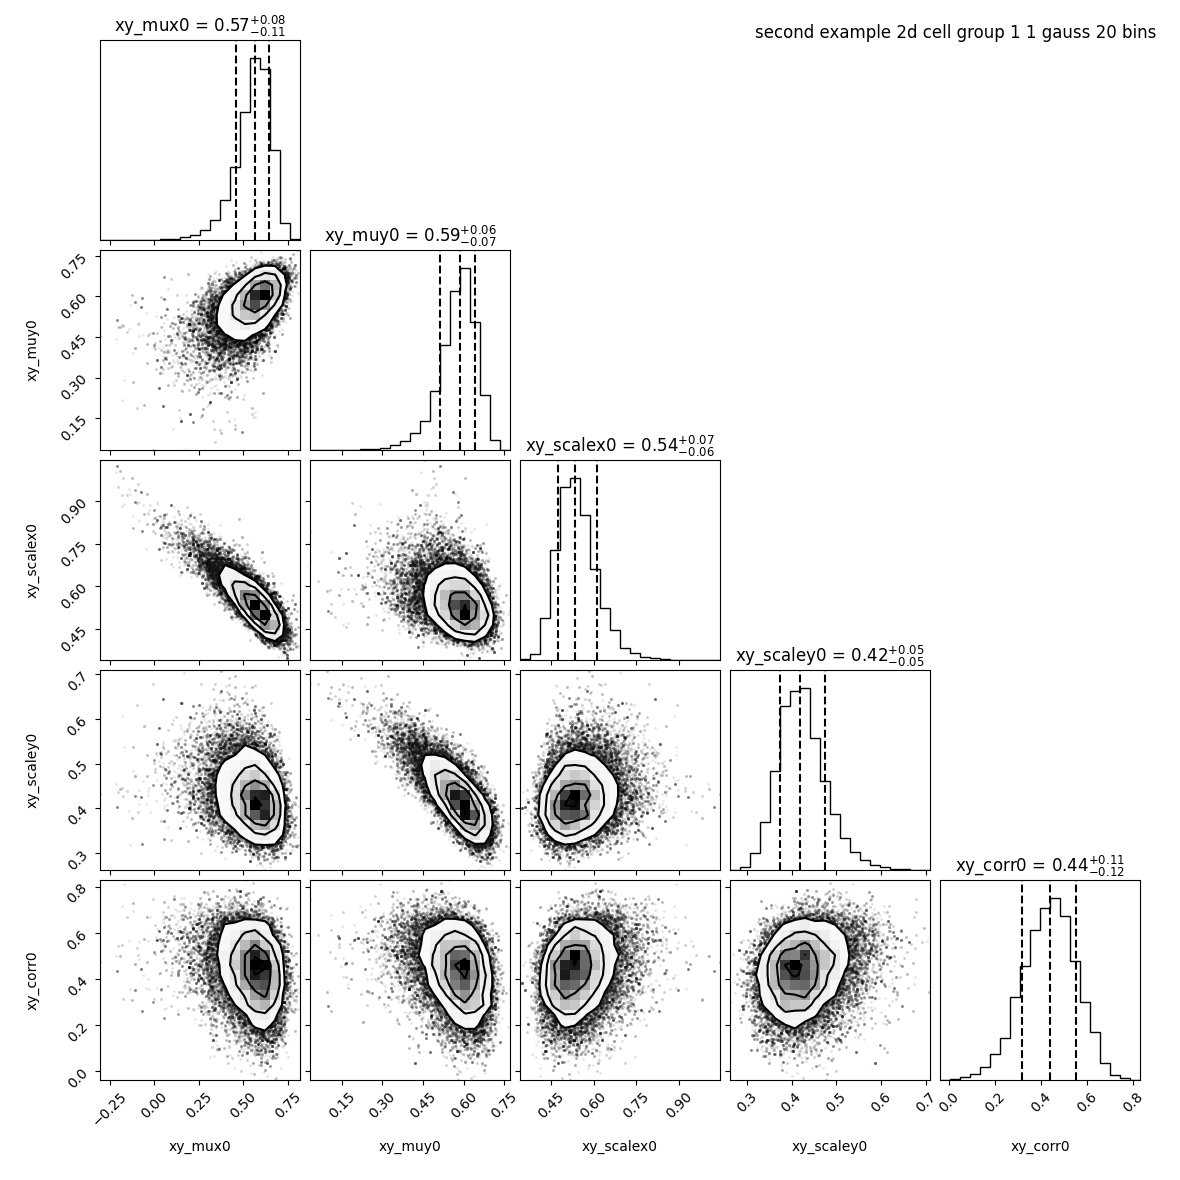 xy_mux0 = 0.57+0.08−0.11
second example 2d cell group 1 1 gauss 20 bins
xy_muy0 = 0.59+0.06−0.07
0.75
0.60
0.45
0.30
0.15
xy_muy0
xy_scalex0 = 0.54+0.07−0.06
0.90
0.75
0.60
0.45
xy_scalex0
xy_scaley0 = 0.42+0.05−0.05
0.7
0.6
0.5
0.4
0.3
xy_scaley0
xy_corr0 = 0.44+0.11−0.12
0.8
0.6
0.4
0.2
0.0
xy_corr0
−0.25 0.00 0.25 0.50 0.75
0.15 0.30 0.45 0.60 0.75
0.45 0.60 0.75 0.90
0.3 0.4 0.5 0.6 0.7
0.0 0.2 0.4 0.6 0.8
xy_mux0
xy_muy0
xy_scalex0
xy_scaley0
xy_corr0